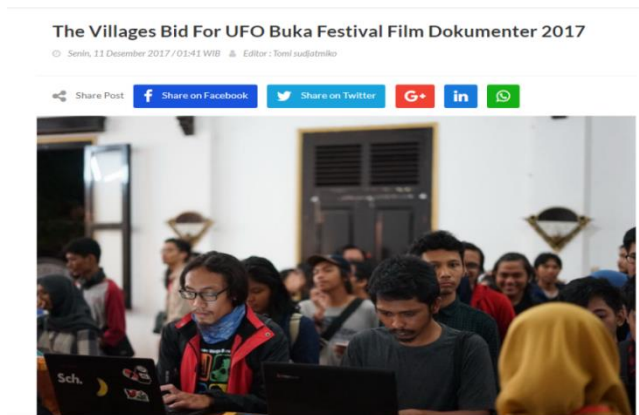 The Villages Bid For UFO Buka Festival Film Dokumenter 2017
Senin, 11 Desember 2017 / 01:41 WIB Editor : Tomi sudjatmiko
Share Post f Share on Facebook Share on Twitter G+ in
Sch.